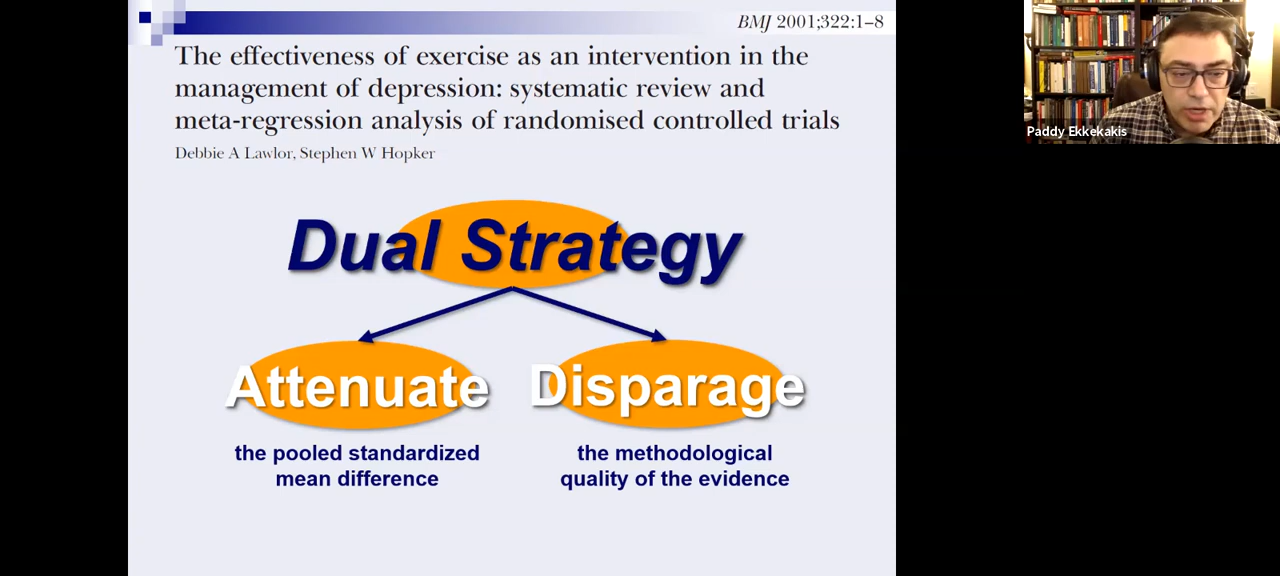 BMJ 2001;322:1–8
The effectiveness of exercise as an intervention in the
management of depression: systematic review and
meta-regression analysis of randomised controlled trials
Debbie A Lawlor, Stephen W Hopker
Dual Strategy
Attenuate
the pooled standardized
mean difference
Disparage
the methodological
quality of the evidence
Paddy Ekkekakis